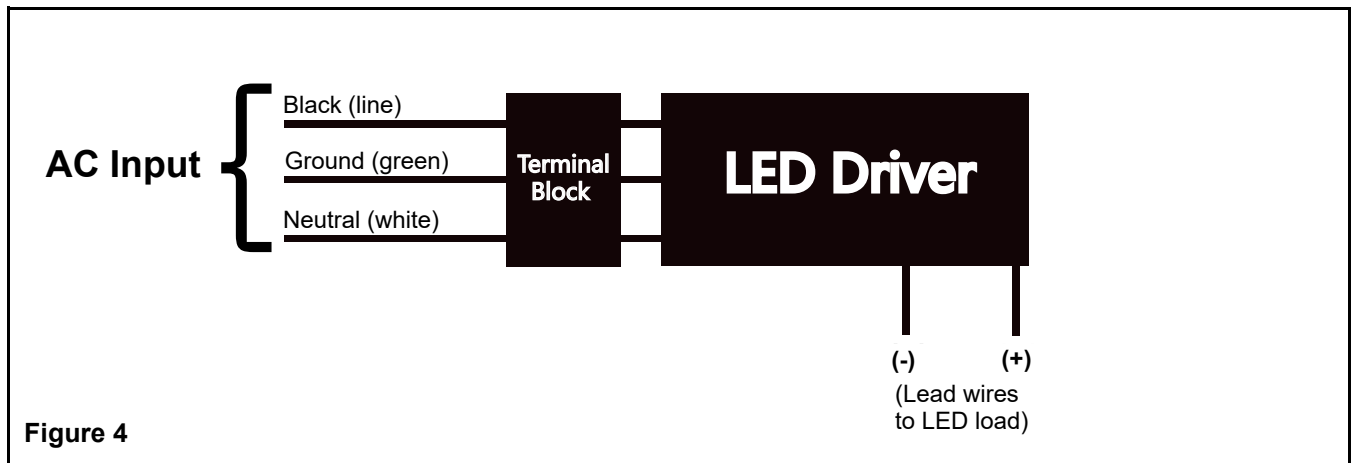 Black (line)
AC Input
Ground (green)
Neutral (white)
Terminal
Block
LED Driver
(-)
(+)
(Lead wires
to LED load)
Figure 4